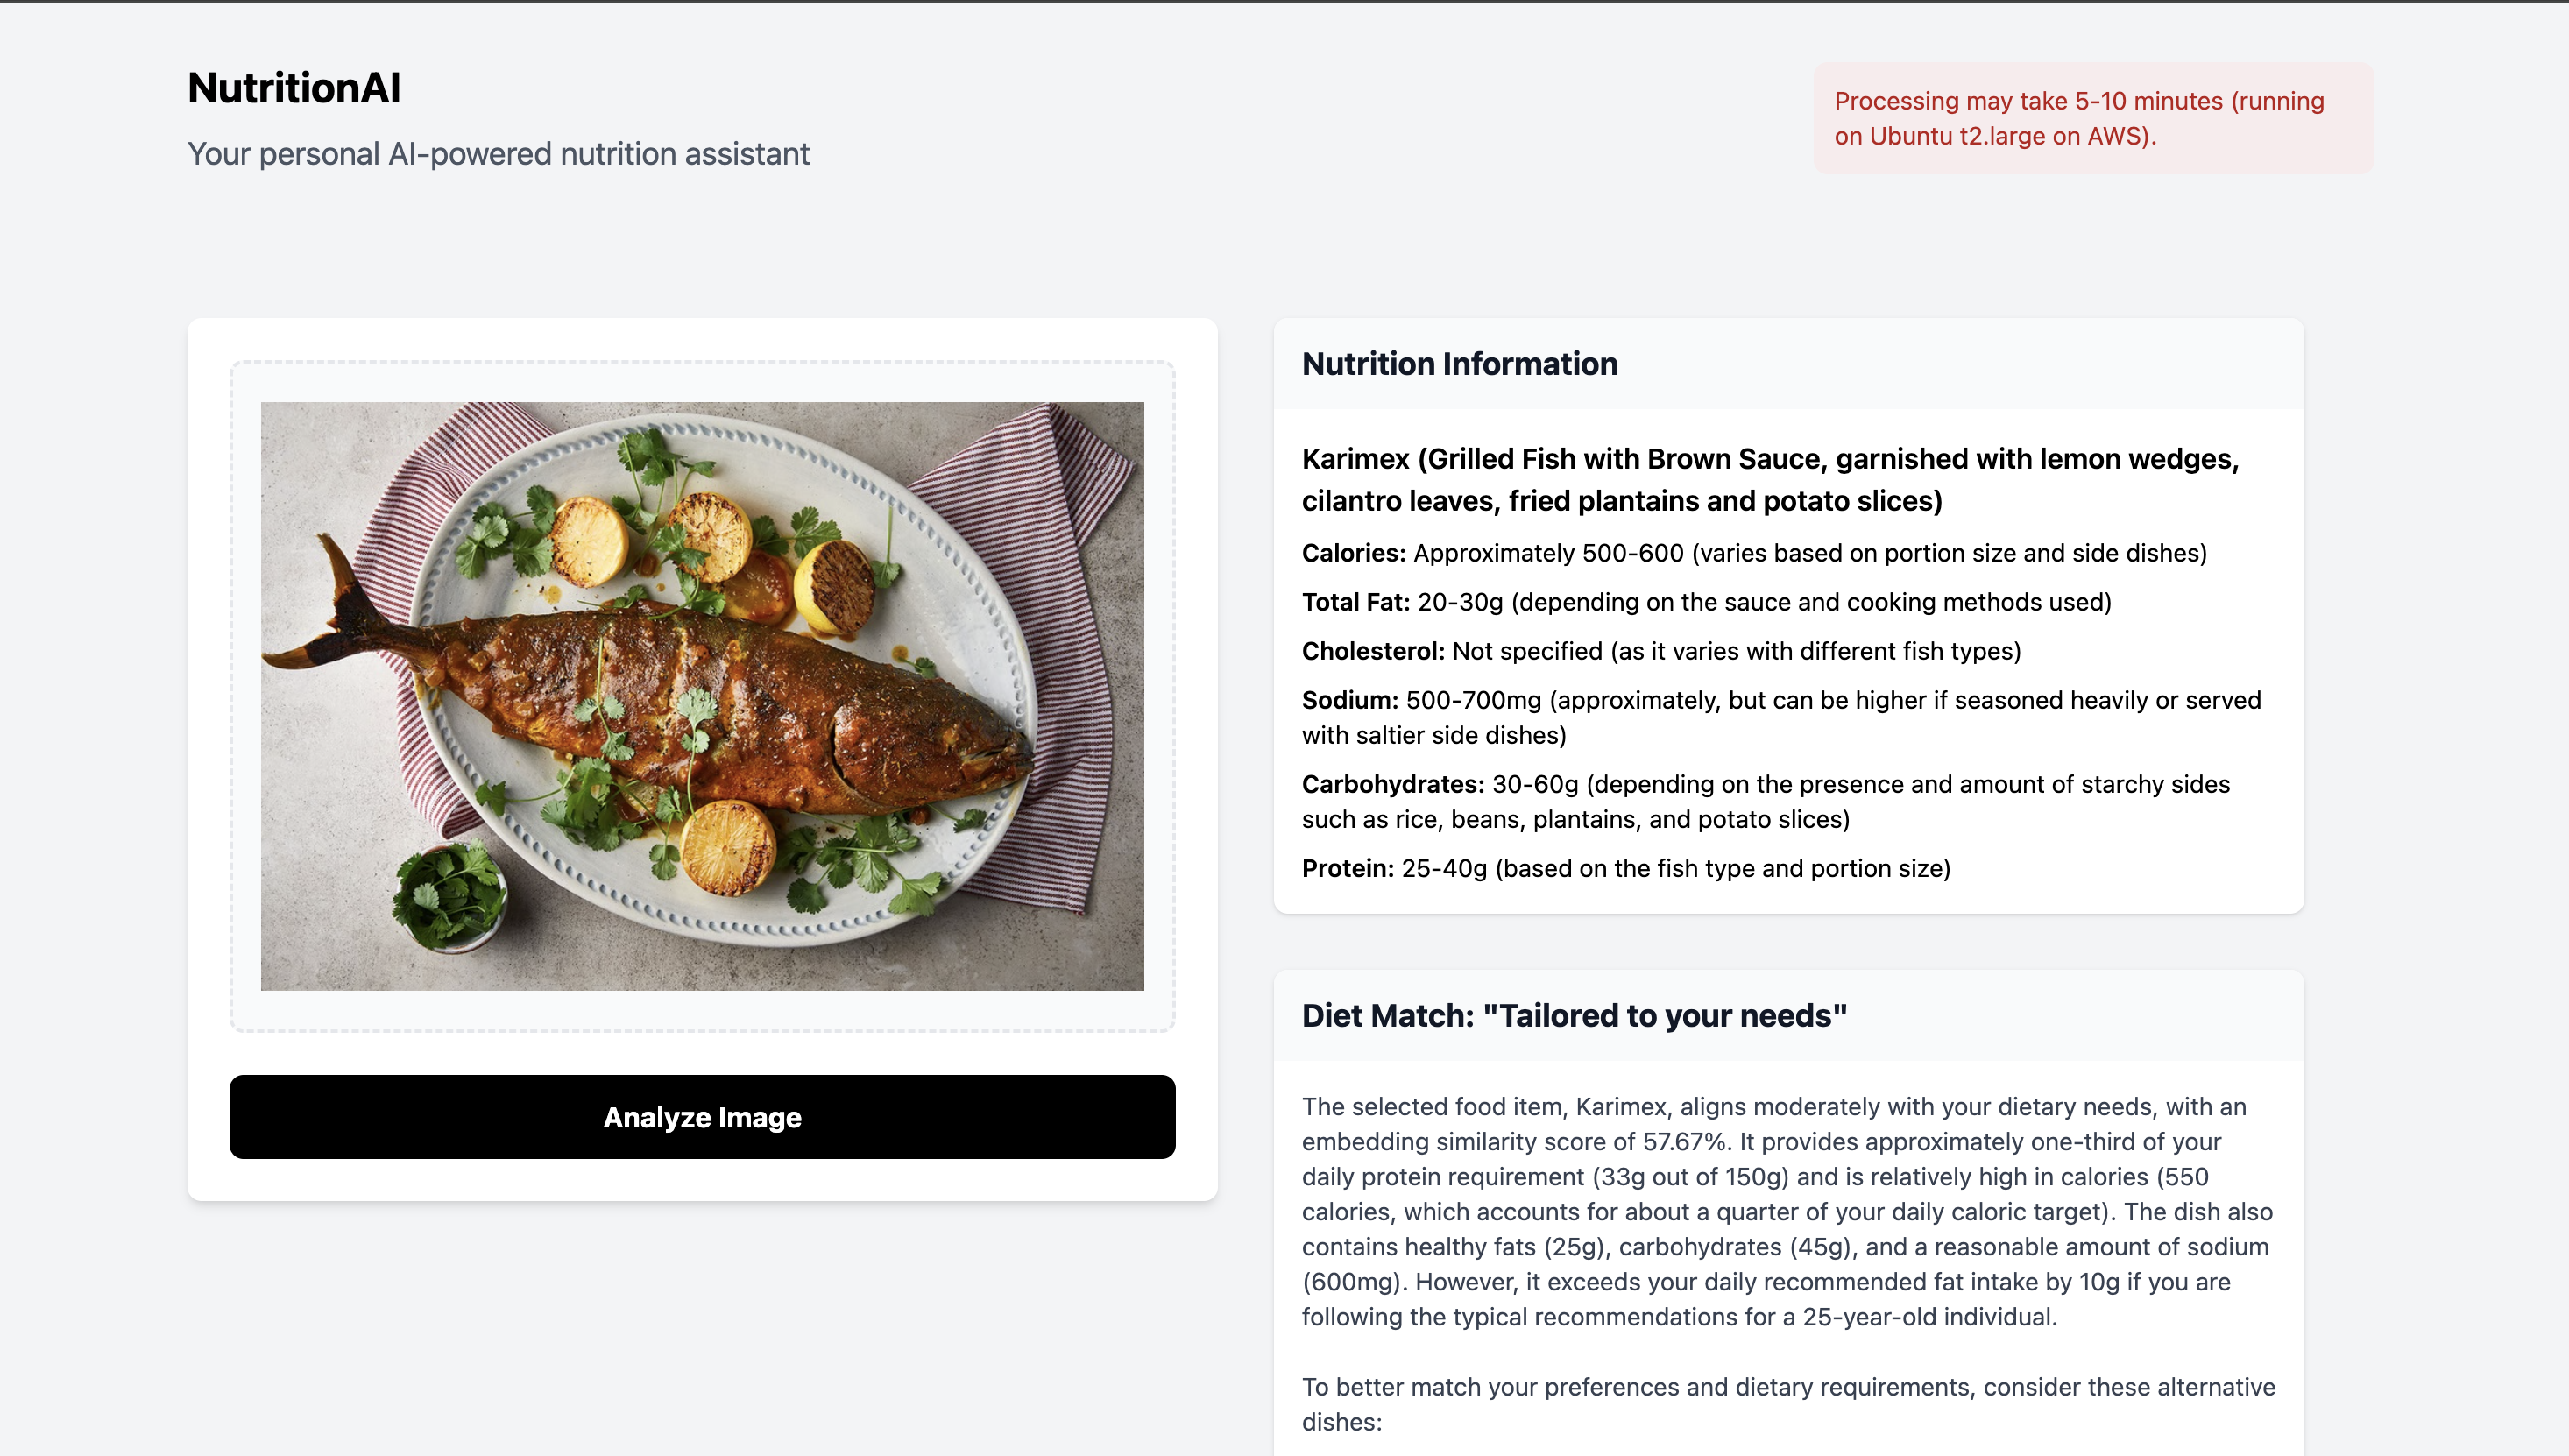 NutritionAI
Your personal AI-powered nutrition assistant
Processing may take 5-10 minutes (running
on Ubuntu t2.large on AWS).
Analyze Image
Nutrition Information
Karimex (Grilled Fish with Brown Sauce, garnished with lemon wedges,
cilantro leaves, fried plantains and potato slices)
Calories: Approximately 500-600 (varies based on portion size and side dishes)
Total Fat: 20-30g (depending on the sauce and cooking methods used)
Cholesterol: Not specified (as it varies with different fish types)
Sodium: 500-700mg (approximately, but can be higher if seasoned heavily or served
with saltier side dishes)
Carbohydrates: 30-60g (depending on the presence and amount of starchy sides
such as rice, beans, plantains, and potato slices)
Protein: 25-40g (based on the fish type and portion size)
Diet Match: "Tailored to your needs"
The selected food item, Karimex, aligns moderately with your dietary needs, with an
embedding similarity score of 57.67%. It provides approximately one-third of your
daily protein requirement (33g out of 150g) and is relatively high in calories (550
calories, which accounts for about a quarter of your daily caloric target). The dish also
contains healthy fats (25g), carbohydrates (45g), and a reasonable amount of sodium
(600mg). However, it exceeds your daily recommended fat intake by 10g if you are
following the typical recommendations for a 25-year-old individual.
To better match your preferences and dietary requirements, consider these alternative
dishes: